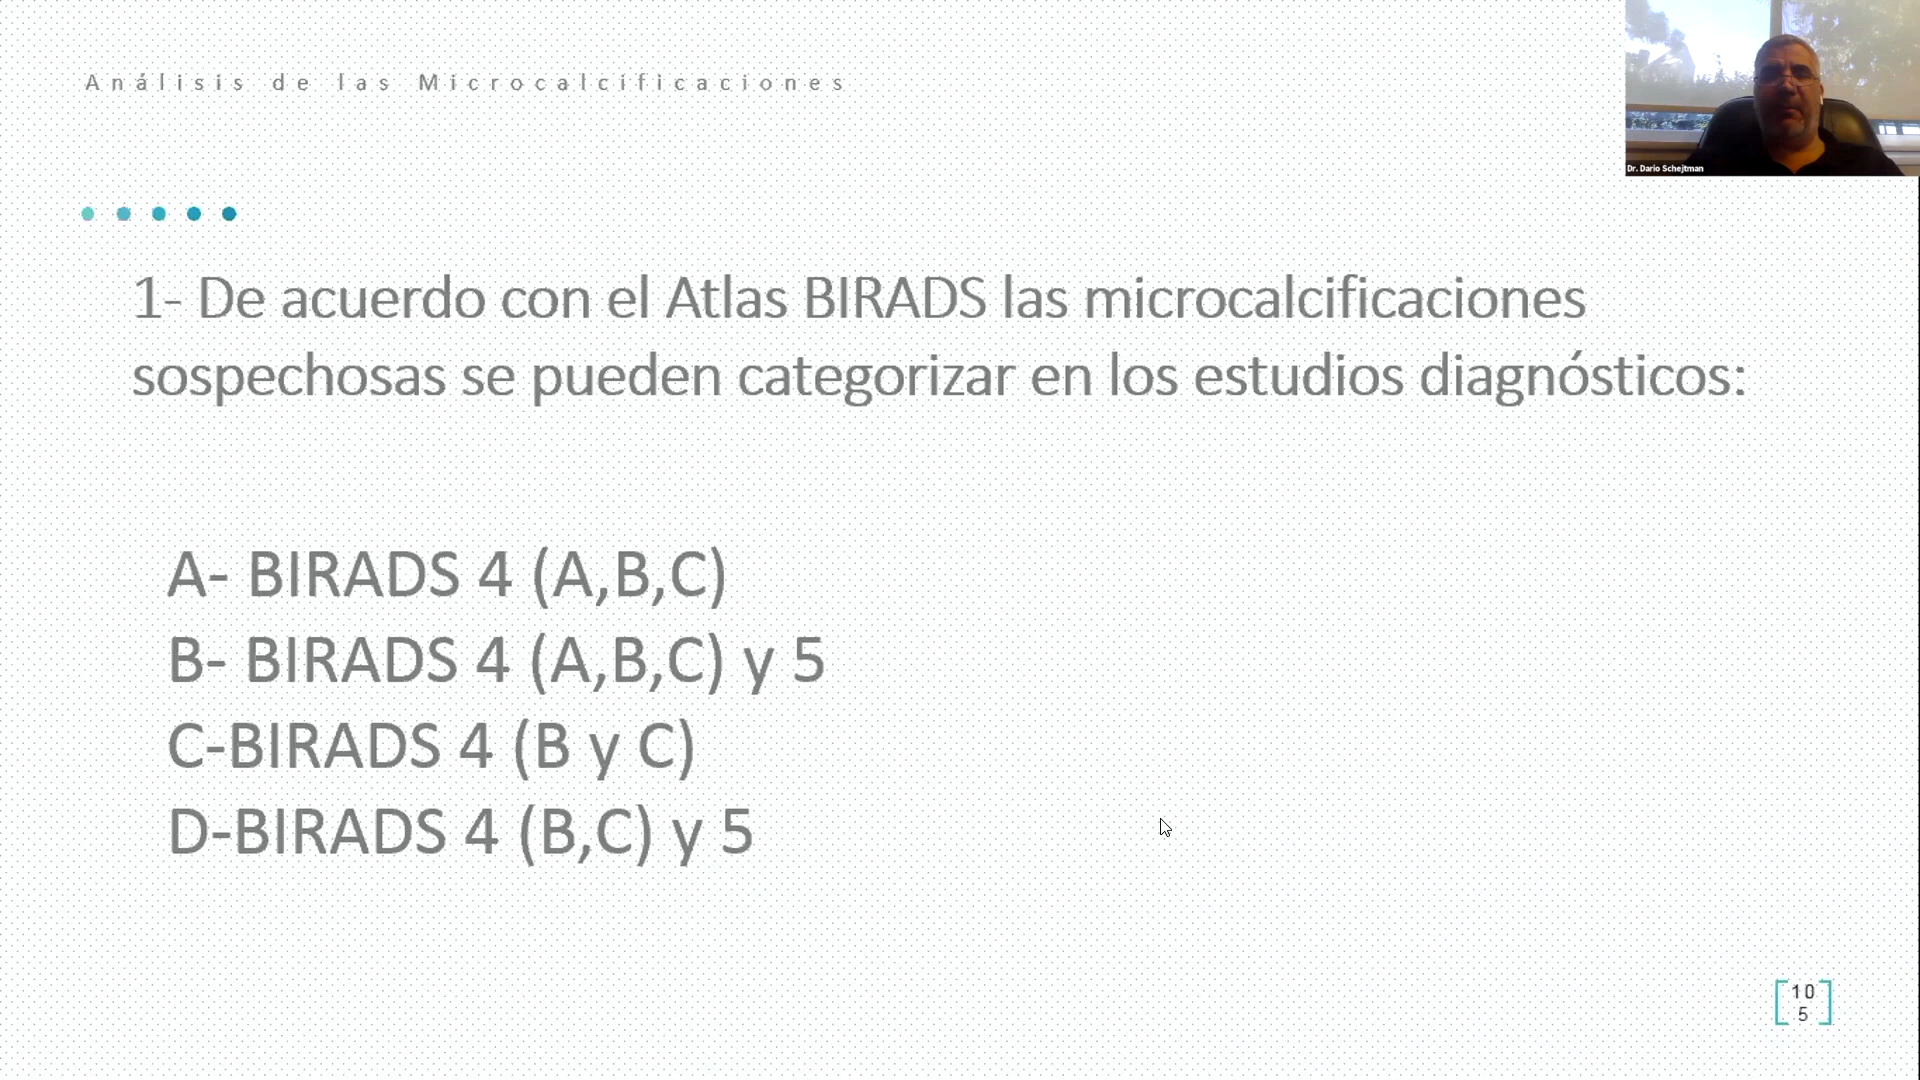 Análisis de las Microcalcificaciones
Dr. Dario Schejtman
1- De acuerdo con el Atlas BIRADS las microcalcificaciones
sospechosas se pueden categorizar en los estudios diagnósticos:
A- BIRADS 4 (A,B,C)
B- BIRADS 4 (A,B,C) y 5
C-BIRADS 4 (B y C)
D-BIRADS 4 (B,C) y 5
10
5